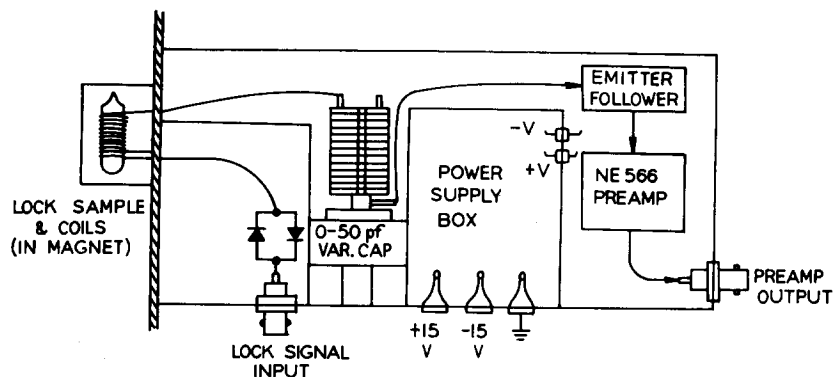 LOCK SAMPLE
& COILS
(IN MAGNET)
LOCK SIGNAL
INPUT
0-50 pf
VAR. CAP
POWER
SUPPLY
BOX
-V
+V
+15
V
-15
V
EMITTER
FOLLOWER
NE 566
PREAMP
PREAMP
OUTPUT